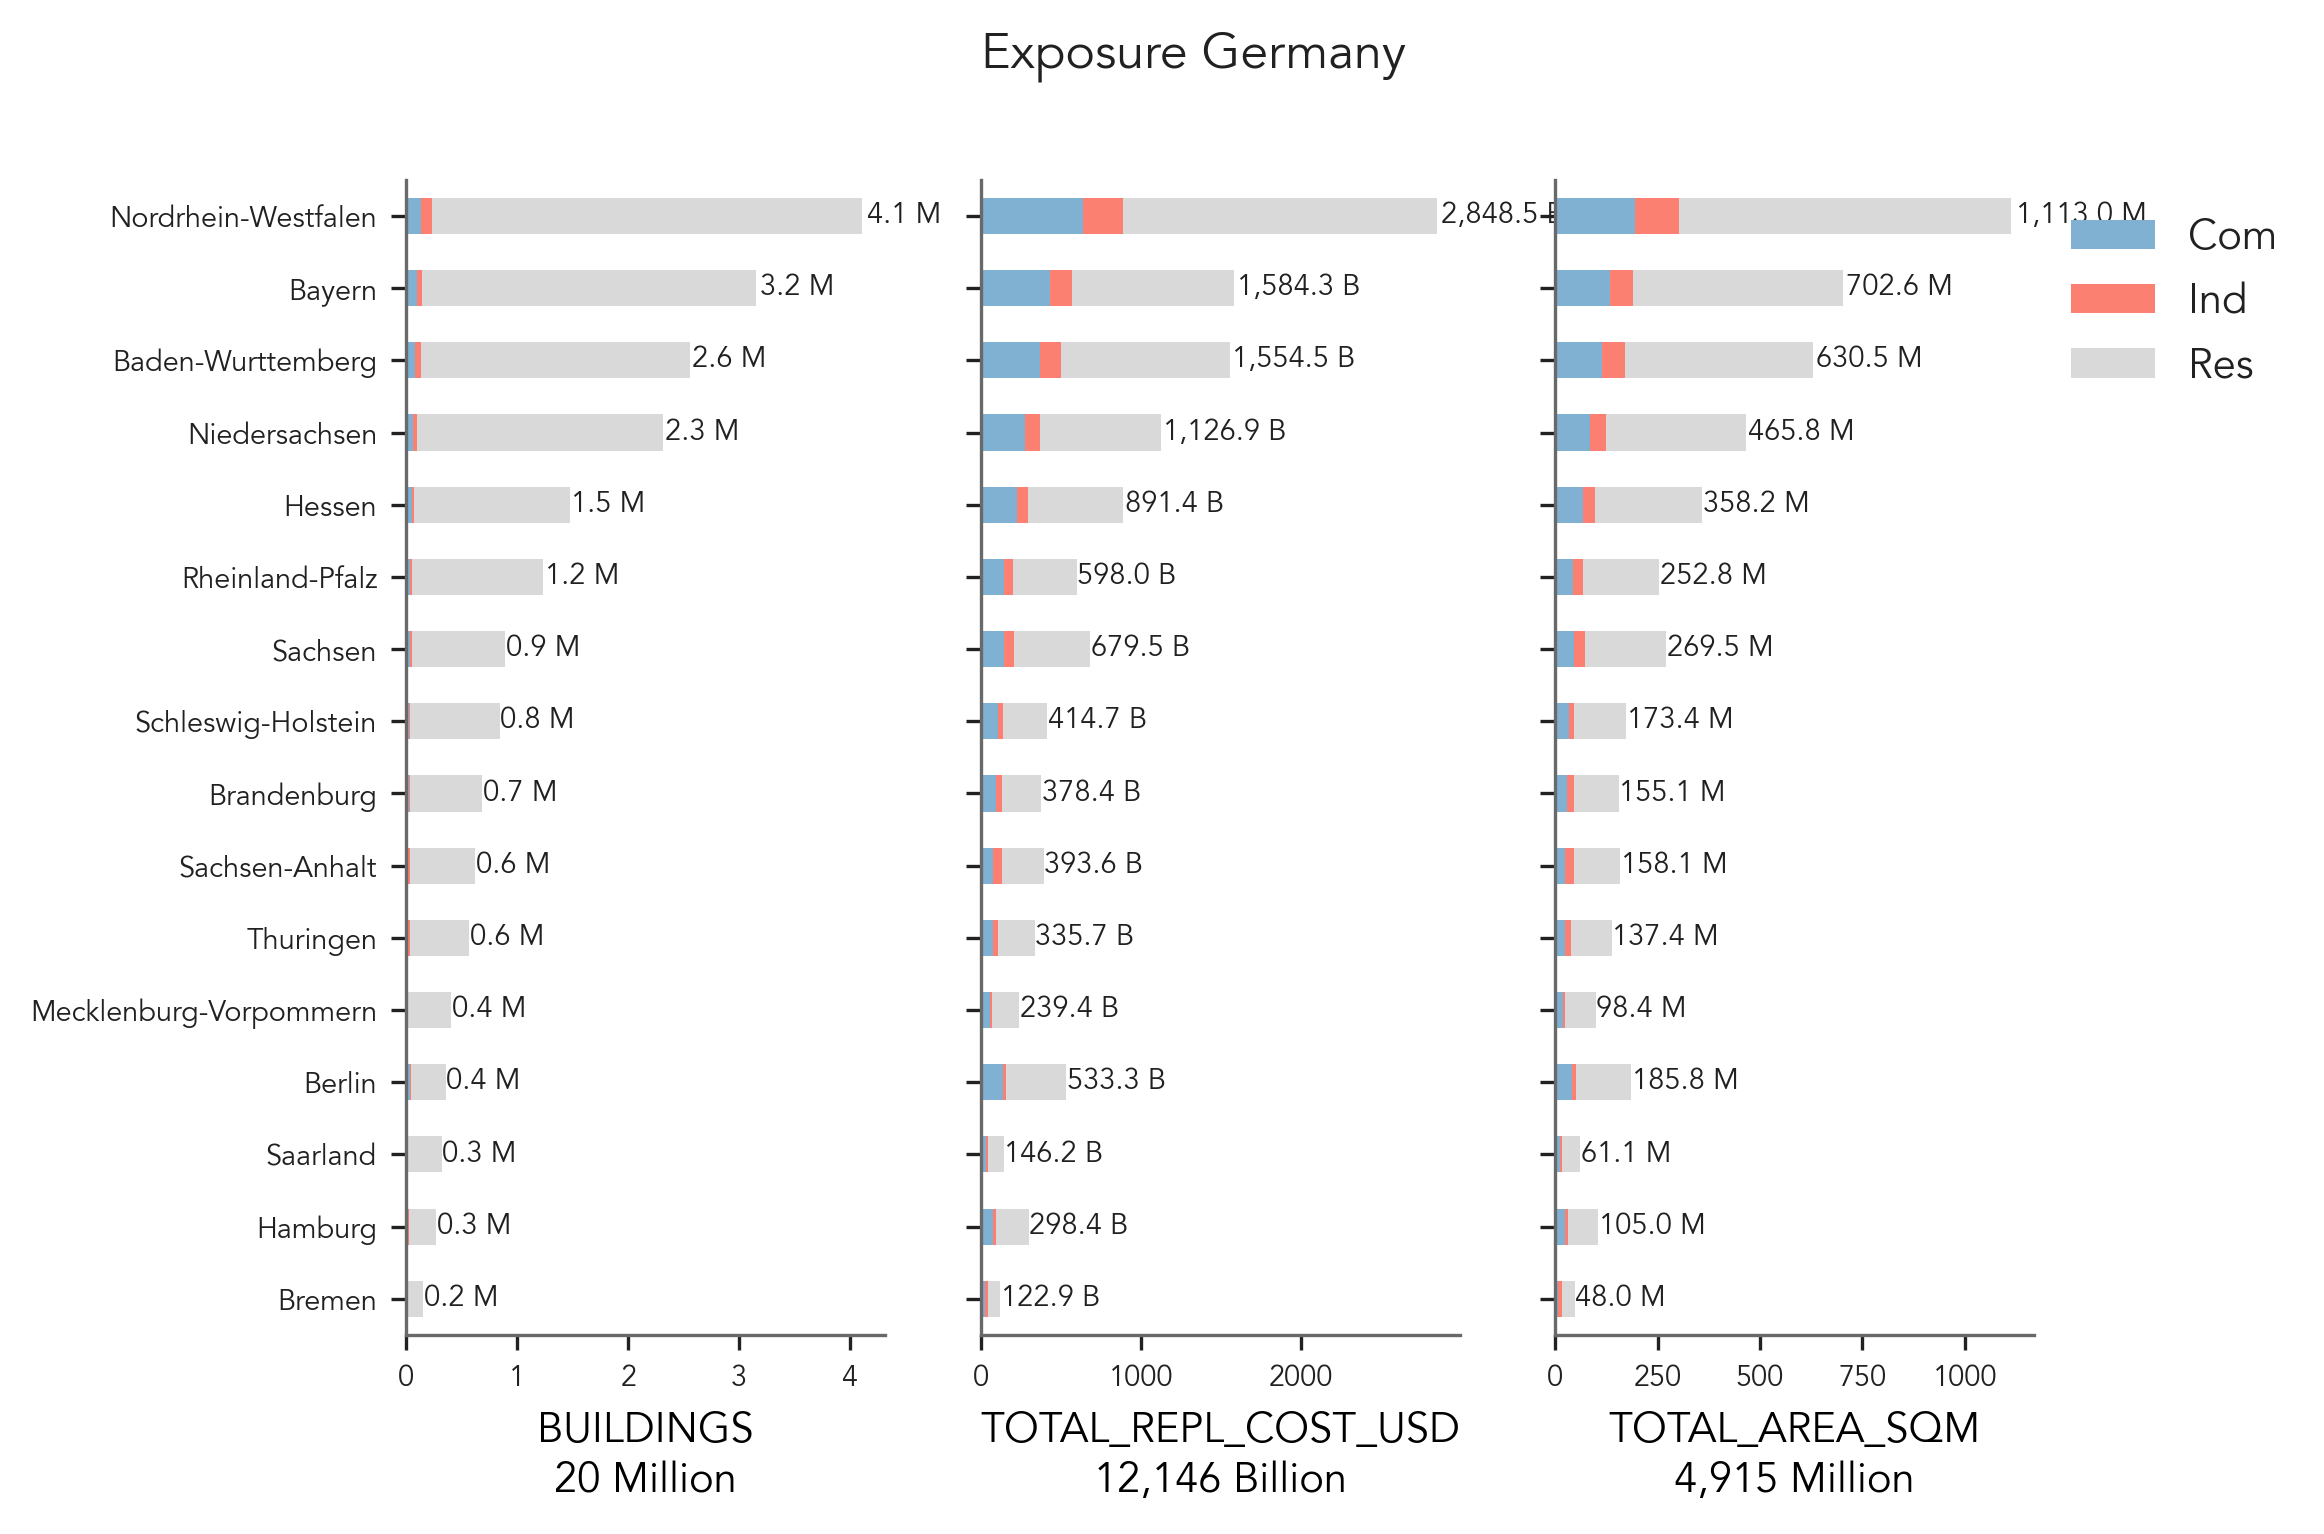 Exposure Germany
Nordrhein-Westfalen 4.1 M 2,848.5 B 1,113.0 M
Bayern 3.2 M 1,584.3 B 702.6 M
Baden-Wurttemberg 2.6 M 1,554.5 B 630.5 M
Niedersachsen 2.3 M 1,126.9 B 465.8 M
Hessen 1.5 M 891.4 B 358.2 M
Rheinland-Pfalz 1.2 M 598.0 B 252.8 M
Sachsen 0.9 M 679.5 B 269.5 M
Schleswig-Holstein 0.8 M 414.7 B 173.4 M
Brandenburg 0.7 M 378.4 B 155.1 M
Sachsen-Anhalt 0.6 M 393.6 B 158.1 M
Thuringen 0.6 M 335.7 B 137.4 M
Mecklenburg-Vorpommern 0.4 M 239.4 B 98.4 M
Berlin 0.4 M 533.3 B 185.8 M
Saarland 0.3 M 146.2 B 61.1 M
Hamburg 0.3 M 298.4 B 105.0 M
Bremen 0.2 M 122.9 B 48.0 M
0 1 2 3 4
BUILDINGS
20 Million
0 1000 2000
TOTAL_REPL_COST_USD
12,146 Billion
0 250 500 750 1000
TOTAL_AREA_SQM
4,915 Million
Com
Ind
Res